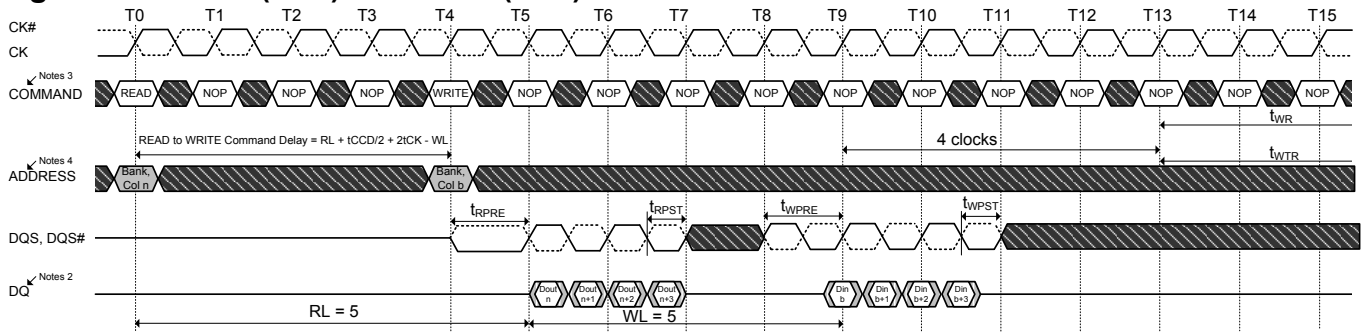 T0 T1 T2 T3 T4 T5 T6 T7 T8 T9 T10 T11 T12 T13 T14 T15
CK#
CK
Notes 3
COMMAND READ NOP NOP NOP WRITE NOP NOP NOP NOP NOP NOP NOP NOP NOP NOP NOP
tWR
READ to WRITE Command Delay = RL + tCCD/2 + 2tCK - WL
4 clocks
tWTR
Notes 4
ADDRESS
Bank,
Col n
Bank,
Col b
tRPRE tRPST tWPRE tWPST
DQS, DQS#
Notes 2
DQ
Dout
n
Dout
n+1
Dout
n+2
Dout
n+3
Din
b
Din
b+1
Din
b+2
Din
b+3
RL = 5 WL = 5